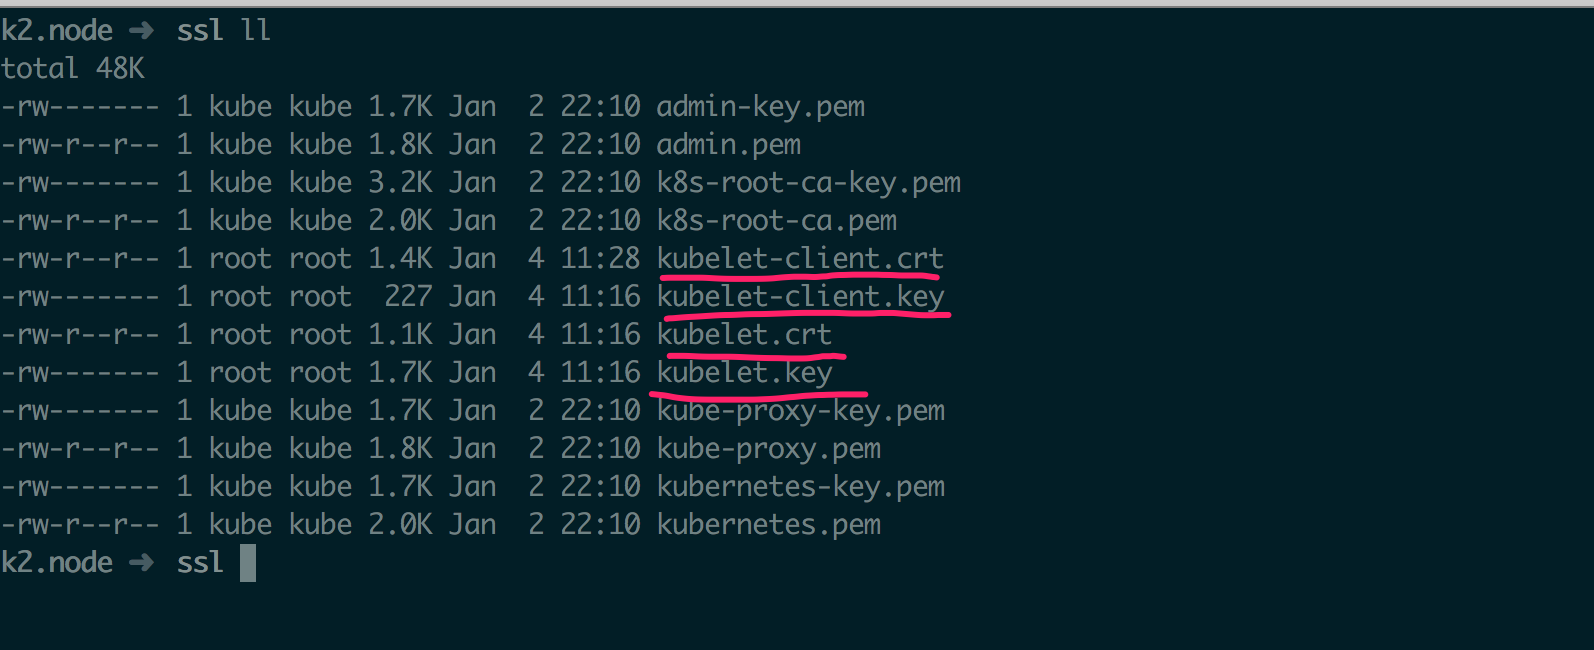 k2.node ➜ ssl ll
total 48K
-rw------- 1 kube kube 1.7K Jan  2 22:10 admin-key.pem
-rw-r--r-- 1 kube kube 1.8K Jan  2 22:10 admin.pem
-rw------- 1 kube kube 3.2K Jan  2 22:10 k8s-root-ca-key.pem
-rw-r--r-- 1 kube kube 2.0K Jan  2 22:10 k8s-root-ca.pem
-rw-r--r-- 1 root root 1.4K Jan  4 11:28 kubelet-client.crt
-rw------- 1 root root  227 Jan  4 11:16 kubelet-client.key
-rw-r--r-- 1 root root 1.1K Jan  4 11:16 kubelet.crt
-rw------- 1 root root 1.7K Jan  4 11:16 kubelet.key
-rw------- 1 kube kube 1.7K Jan  2 22:10 kube-proxy-key.pem
-rw-r--r-- 1 kube kube 1.8K Jan  2 22:10 kube-proxy.pem
-rw------- 1 kube kube 1.7K Jan  2 22:10 kubernetes-key.pem
-rw-r--r-- 1 kube kube 2.0K Jan  2 22:10 kubernetes.pem
k2.node ➜ ssl